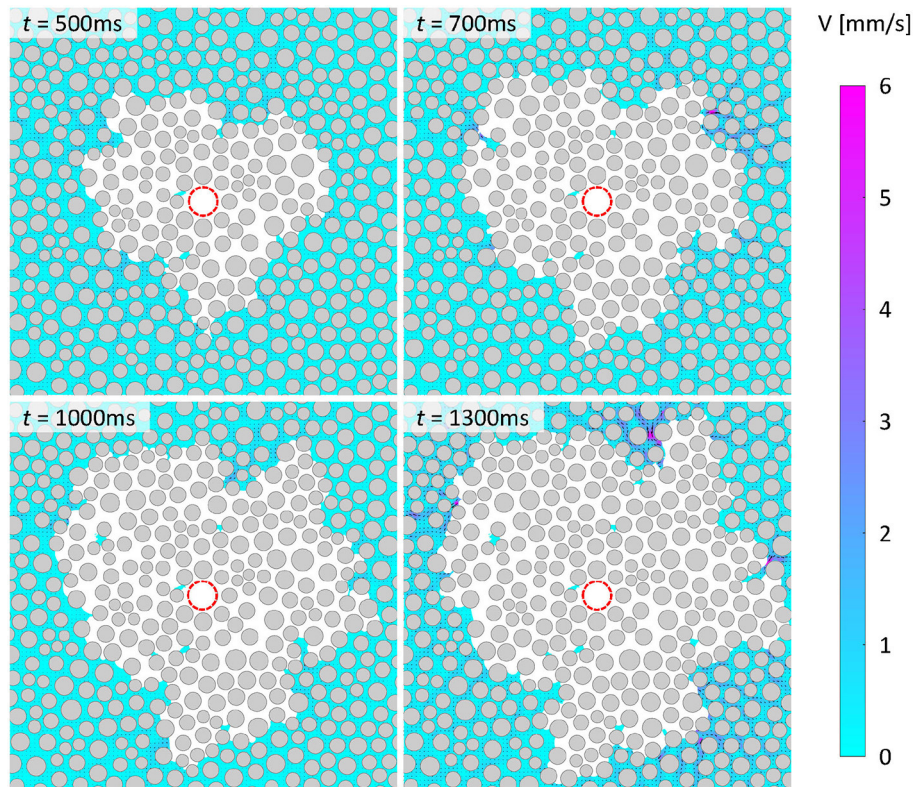 t = 500ms
t = 700ms
V [mm/s]
6
5
4
3
2
1
0
t = 1000ms
t = 1300ms